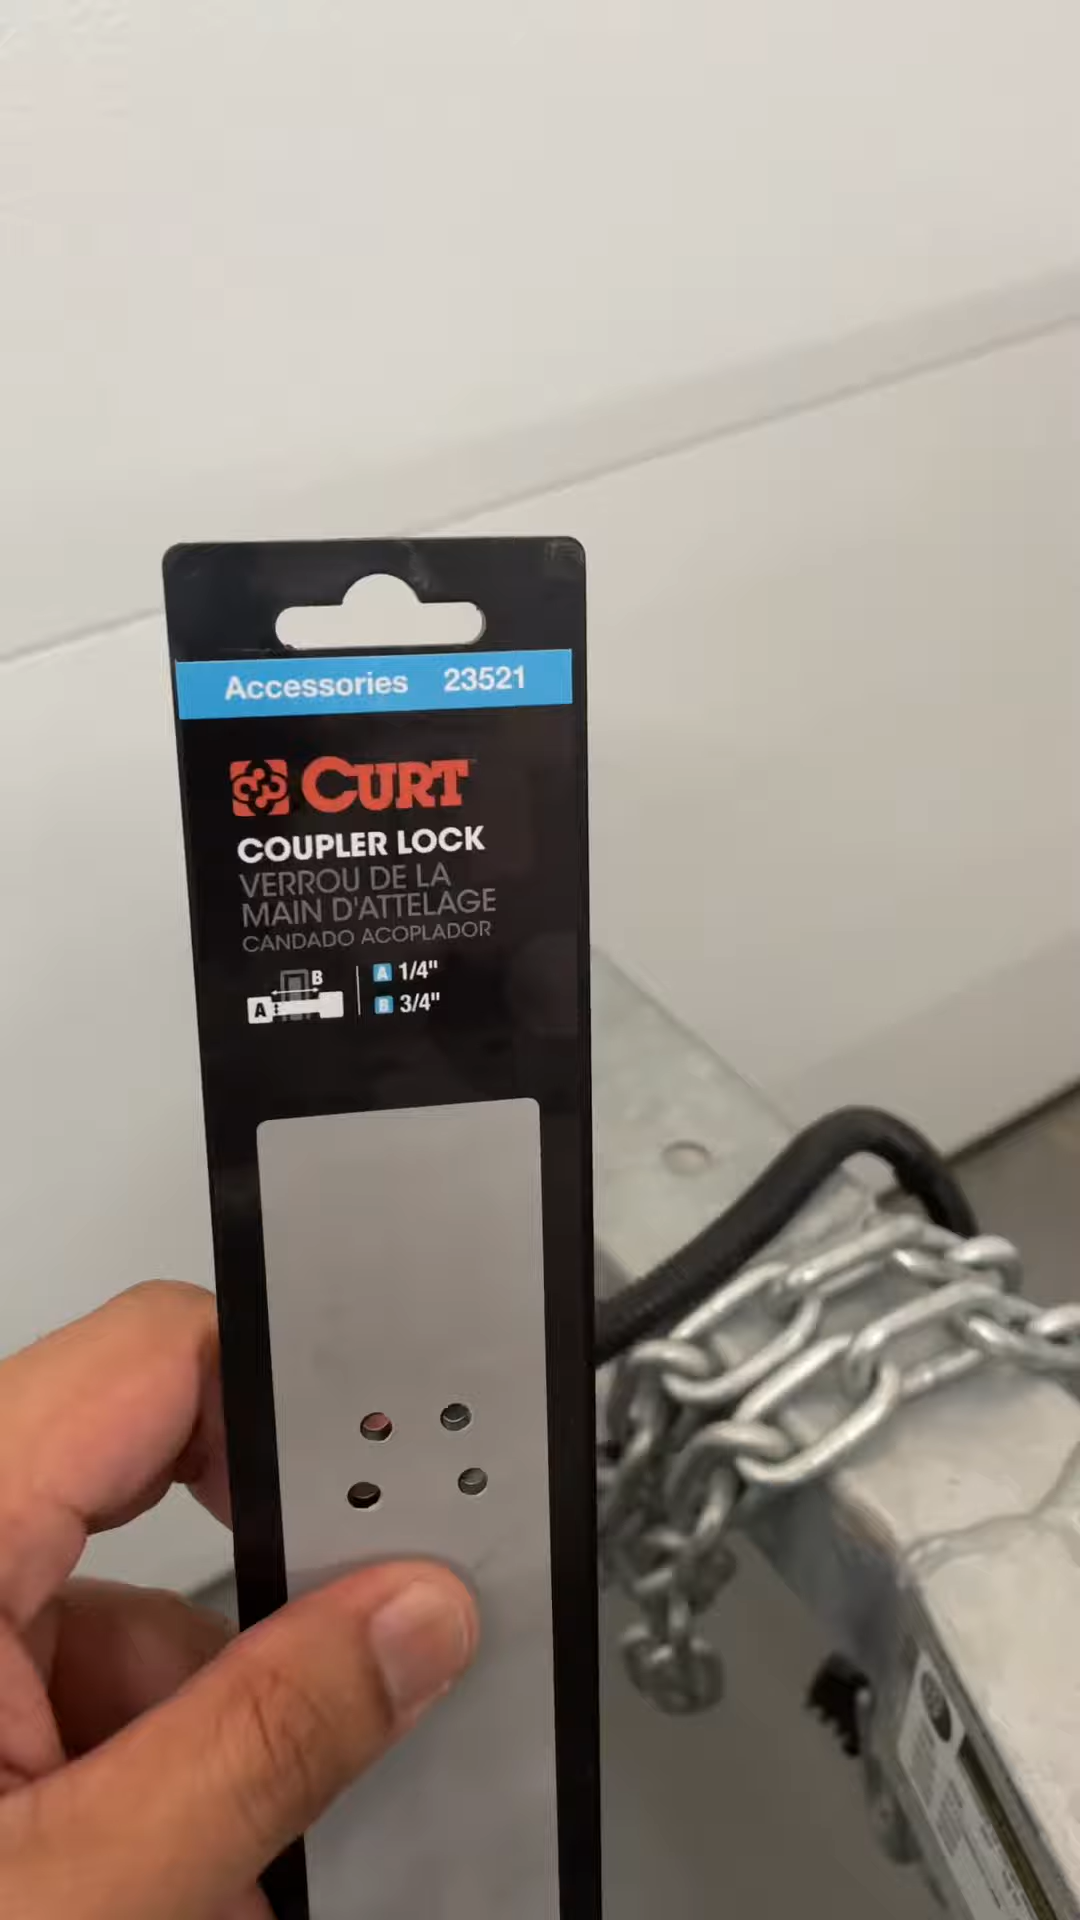 Accessories 23521
CURT
COUPLER LOCK
VERROU DE LA
MAIN D'ATTELAGE
CANDADO ACOPLADOR
B
A
A 1/4"
B 3/4"